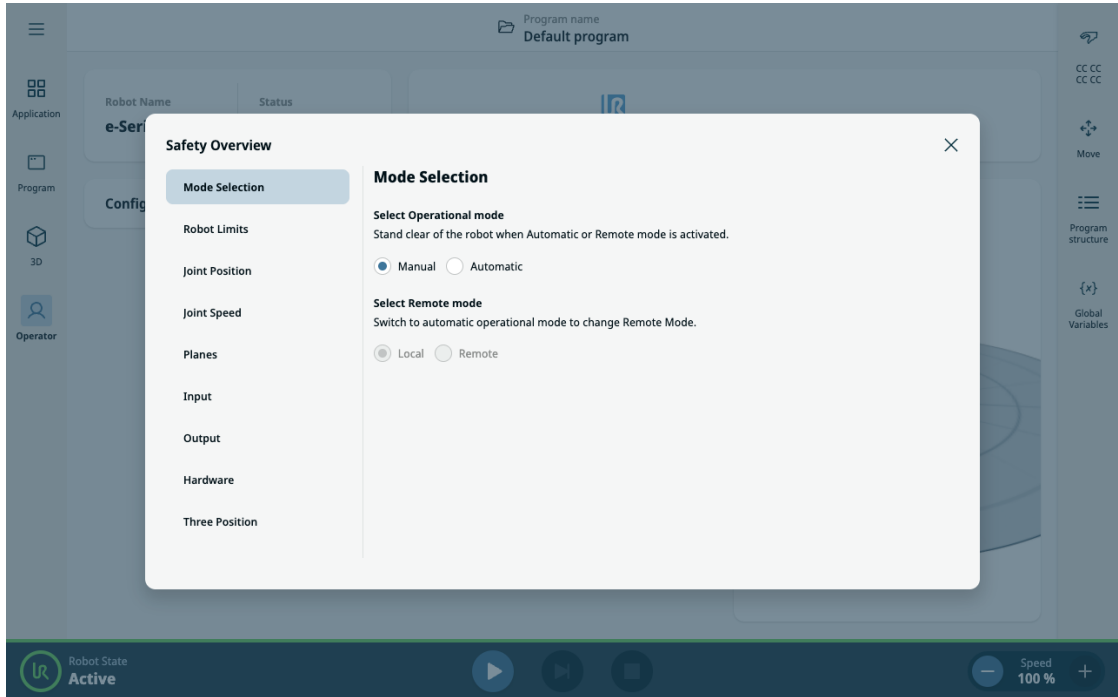 Program name
Default program
Application
Program
3D
Operator
Robot Name
Status
e-Seri
Config
Safety Overview
Mode Selection
Robot Limits
Joint Position
Joint Speed
Planes
Input
Output
Hardware
Three Position
Mode Selection
Select Operational mode
Stand clear of the robot when Automatic or Remote mode is activated.
Manual Automatic
Select Remote mode
Switch to automatic operational mode to change Remote Mode.
Local Remote
CC CC
CC CC
Move
Program
structure
{x}
Global
Variables
Robot State
Active
Speed
100 %